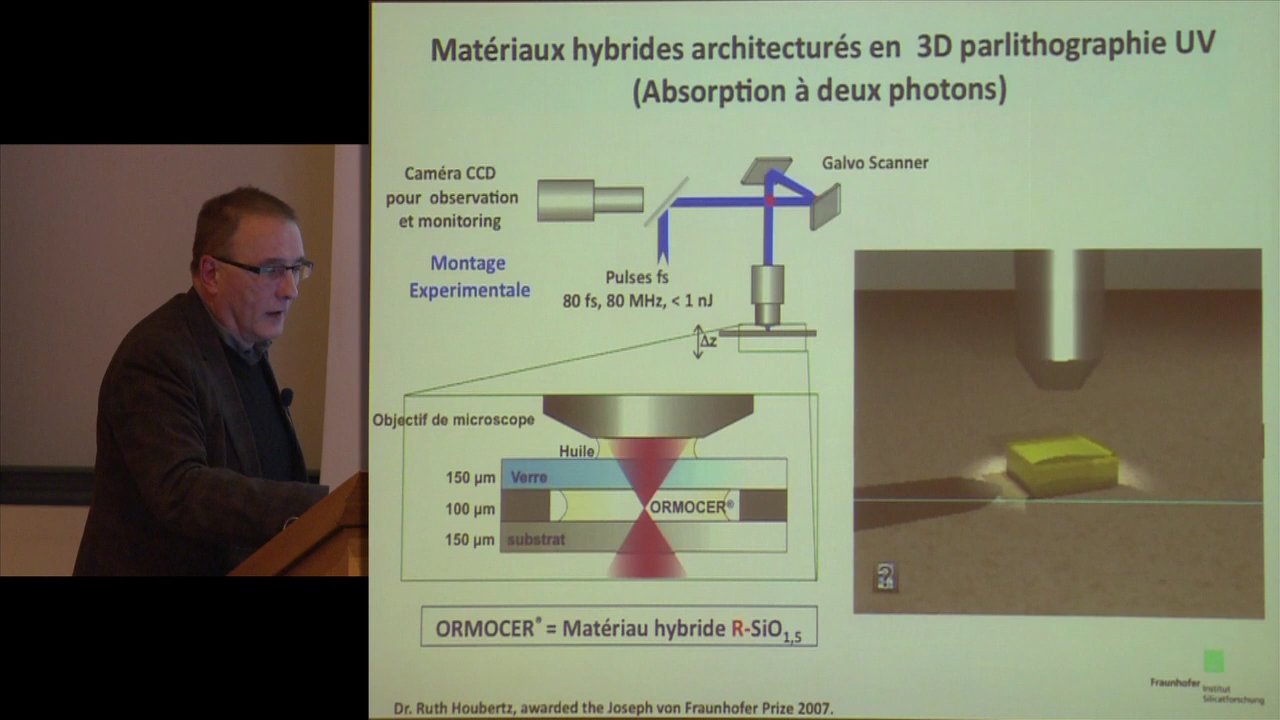 Matériaux hybrides architecturés en 3D parlithographie UV
(Absorption à deux photons)
Caméra CCD
pour observation
et monitoring
Galvo Scanner
Montage
Experimentale
Pulses fs
80 fs, 80 MHz, < 1 nJ
Δz
Objectif de microscope
Huile
150 µm
Verre
100 µm
ORMOCER®
150 µm
substrat
?
ORMOCER® = Matériau hybride R-SiO1,5
Fraunhofer
Institut
Silicatforschung
Dr. Ruth Houbertz, awarded the Joseph von Fraunhofer Prize 2007.